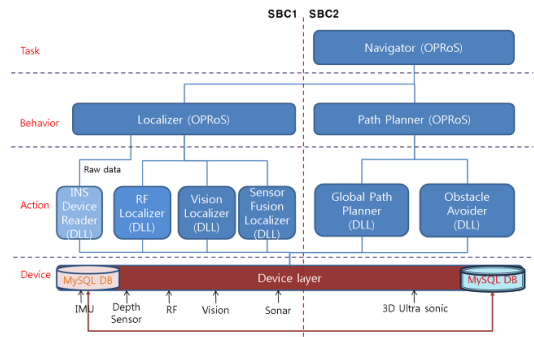 SBC1
SBC2
Task
Navigator (OPRoS)
Behavior
Localizer (OPRoS)
Path Planner (OPRoS)
Raw data
Action
INS
Device
Reader
(DLL)
RF
Localizer
(DLL)
Vision
Localizer
(DLL)
Sensor
Fusion
Localizer
(DLL)
Global Path
Planner
(DLL)
Obstacle
Avoider
(DLL)
Device
MySQL DB
Device layer
MySQL DB
IMU
Depth
Sensor
RF
Vision
Sonar
3D Ultra sonic